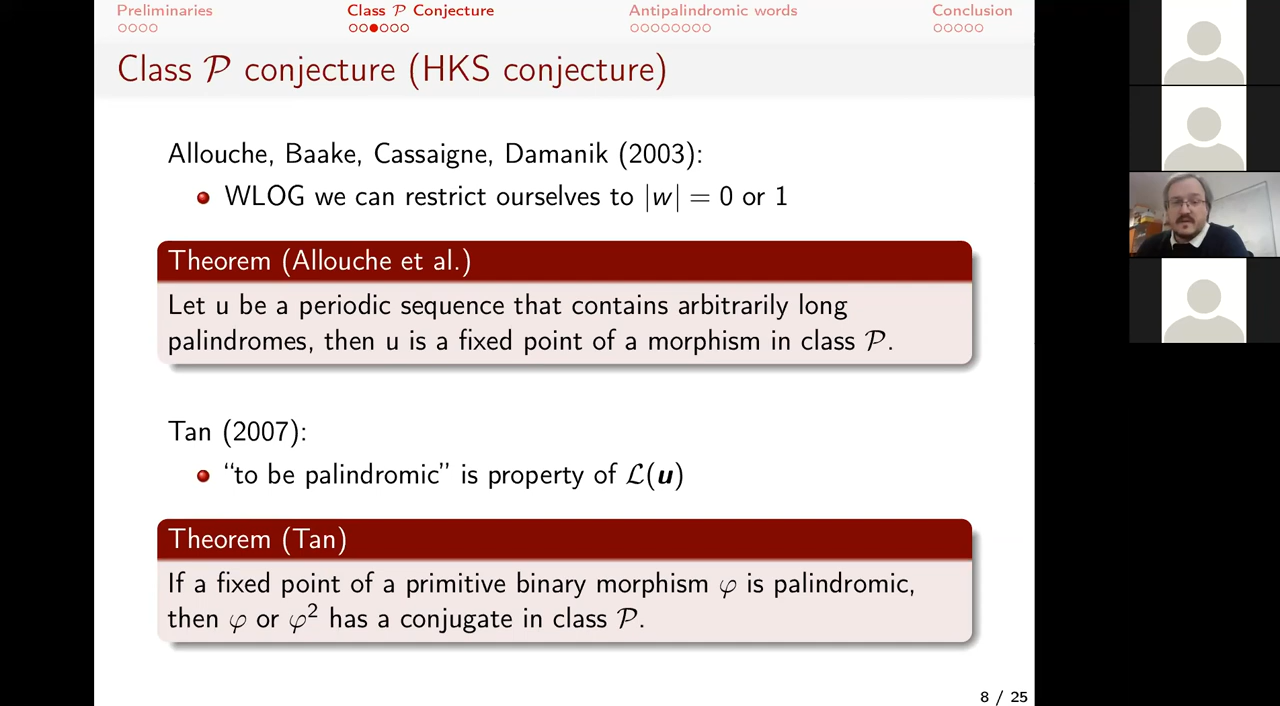 Preliminaries
Class 𝒫 Conjecture
Antipalindromic words
Conclusion
Class 𝒫 conjecture (HKS conjecture)
Allouche, Baake, Cassaigne, Damanik (2003):
WLOG we can restrict ourselves to |w| = 0 or 1
Theorem (Allouche et al.)
Let u be a periodic sequence that contains arbitrarily long
palindromes, then u is a fixed point of a morphism in class 𝒫.
Tan (2007):
“to be palindromic” is property of ℒ(u)
Theorem (Tan)
If a fixed point of a primitive binary morphism φ is palindromic,
then φ or φ² has a conjugate in class 𝒫.
8 / 25